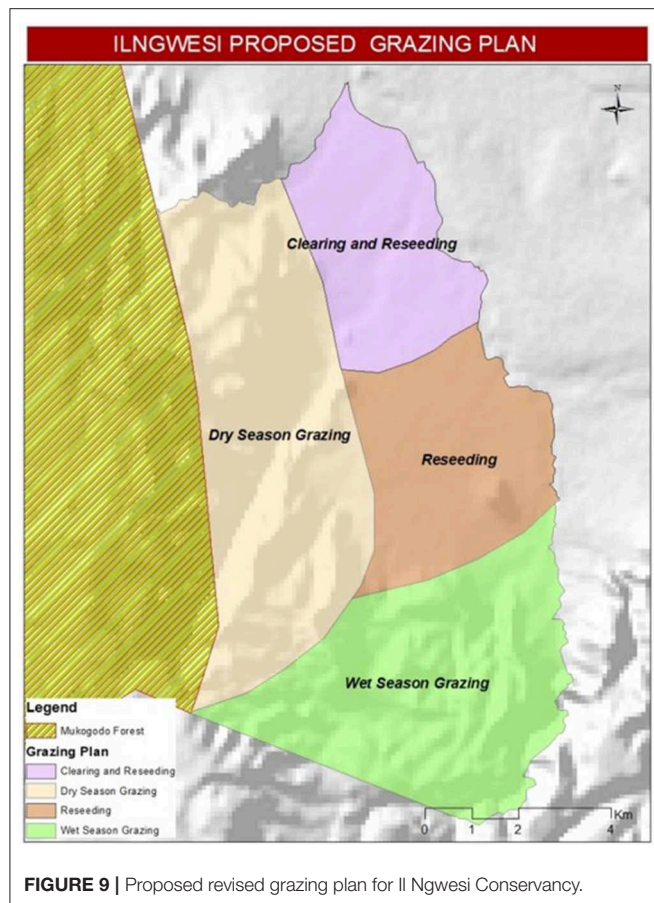 ILNGWESI PROPOSED GRAZING PLAN
N
Clearing and Reseeding
Dry Season Grazing
Reseeding
Wet Season Grazing
Legend
Mukogodo Forest
Grazing Plan
Clearing and Reseeding
Dry Season Grazing
Reseeding
Wet Season Grazing
Km
0 1 2 4
FIGURE 9 | Proposed revised grazing plan for Il Ngwesi Conservancy.